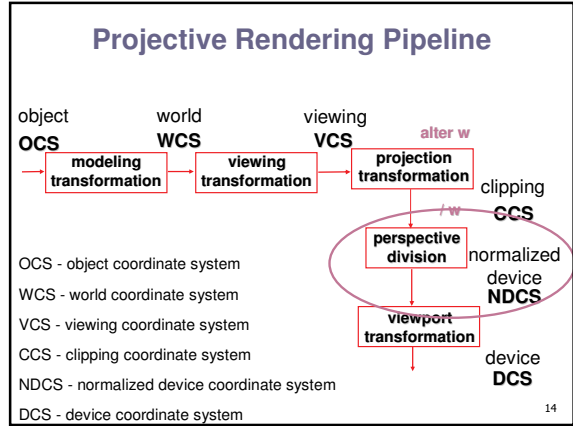 Projective Rendering Pipeline
object
OCS
world
WCS
viewing
VCS
alter w
modeling
transformation
viewing
transformation
projection
transformation
clipping
CCS
/ w
perspective
division
normalized
device
NDCS
viewport
transformation
device
DCS
OCS - object coordinate system
WCS - world coordinate system
VCS - viewing coordinate system
CCS - clipping coordinate system
NDCS - normalized device coordinate system
DCS - device coordinate system
14